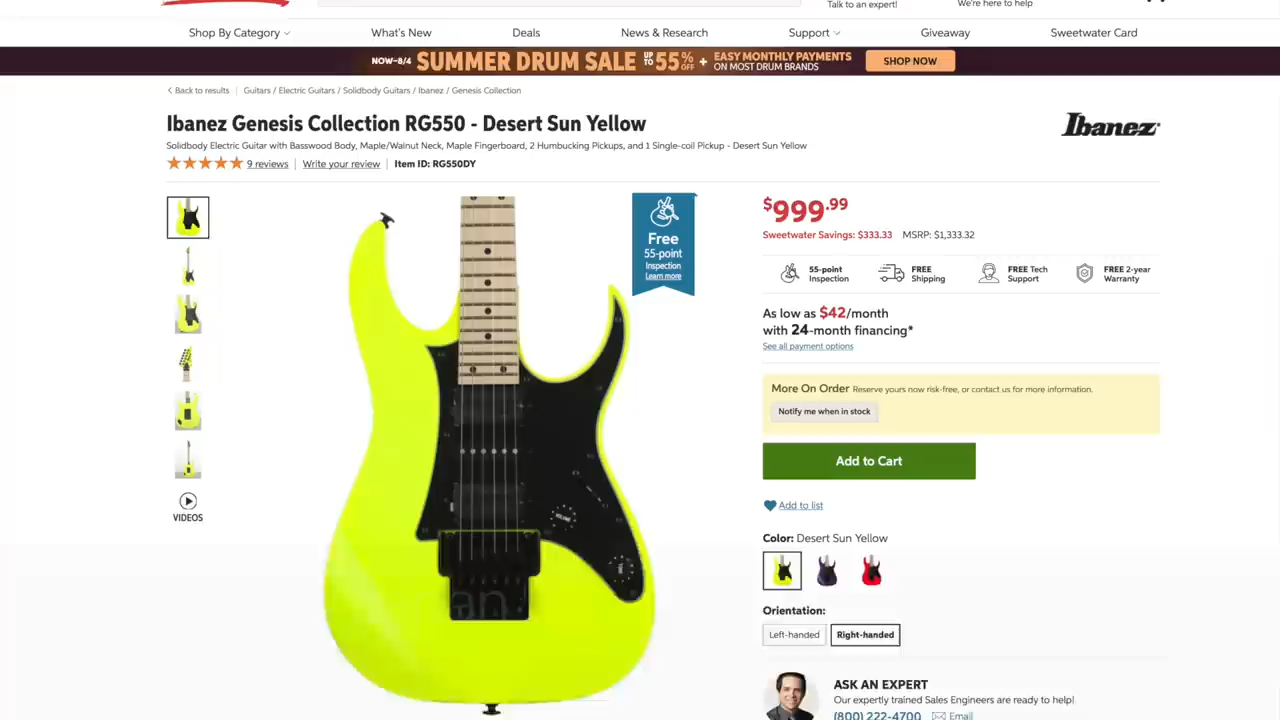 Talk to an expert!
We're here to help
Shop By Category
What's New
Deals
News & Research
Support
Giveaway
Sweetwater Card
NOW-8/4 SUMMER DRUM SALE UP TO 55% OFF + EASY MONTHLY PAYMENTS ON MOST DRUM BRANDS SHOP NOW
< Back to results | Guitars / Electric Guitars / Solidbody Guitars / Ibanez / Genesis Collection
Ibanez Genesis Collection RG550 - Desert Sun Yellow
Ibanez
Solidbody Electric Guitar with Basswood Body, Maple/Walnut Neck, Maple Fingerboard, 2 Humbucking Pickups, and 1 Single-coil Pickup - Desert Sun Yellow
9 reviews | Write your review | Item ID: RG550DY
Free
55-point
Inspection
Learn more
VIDEOS
VOLUME
TONE
$999.99
Sweetwater Savings: $333.33 MSRP: $1,333.32
55-point
Inspection
FREE
Shipping
FREE Tech
Support
FREE 2-year
Warranty
As low as $42/month
with 24-month financing*
See all payment options
More On Order Reserve yours now risk-free, or contact us for more information.
Notify me when in stock
Add to Cart
Add to list
Color: Desert Sun Yellow
Orientation:
Left-handed
Right-handed
ASK AN EXPERT
Our expertly trained Sales Engineers are ready to help!
(800) 222-4700 Email